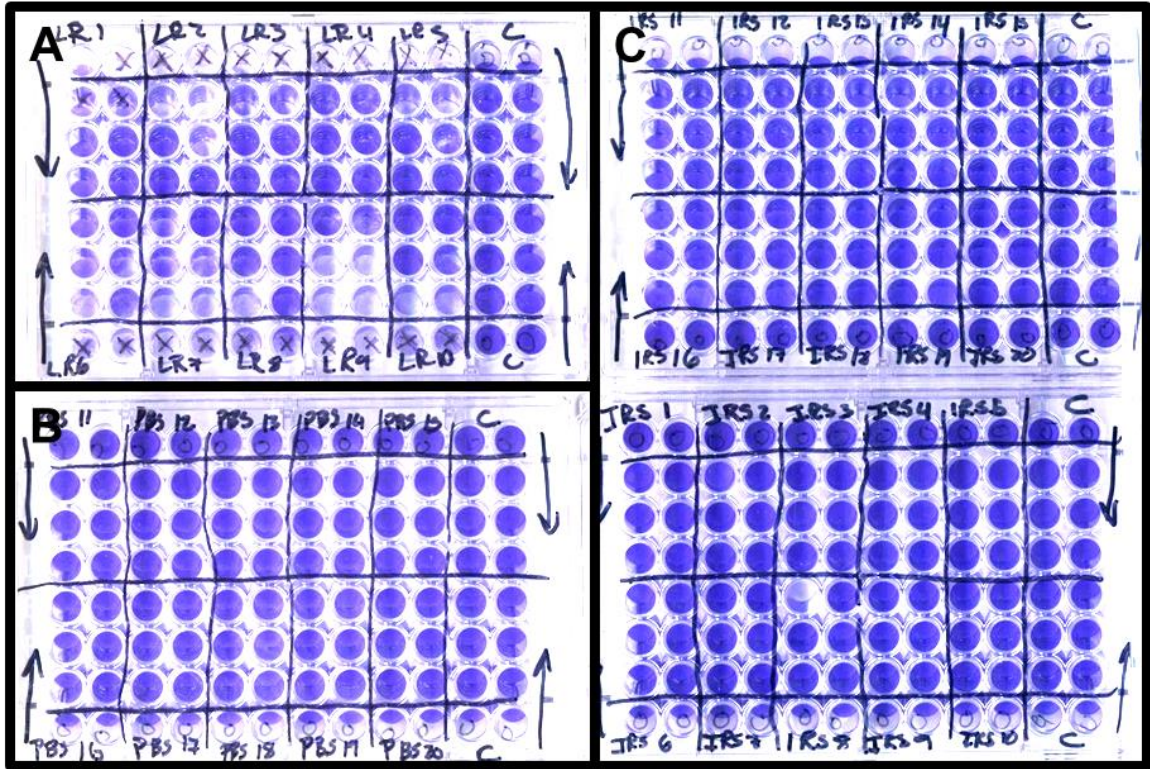 A
LR1 LR2 LR3 LR4 LR5 C
LR6 LR7 LR8 LR9 LR10 C
B
PBS 11 PBS 12 PBS 13 PBS 14 PBS 15 C
PBS 16 PBS 17 PBS 18 PBS 19 PBS 20 C
C
IRS 11 IRS 12 IRS 13 IRS 14 IRS 15 C
IRS 16 IRS 17 IRS 18 IRS 19 IRS 20 C
IRS 1 IRS 2 IRS 3 IRS 4 IRS 5 C
IRS 6 IRS 7 IRS 8 IRS 9 IRS 10 C